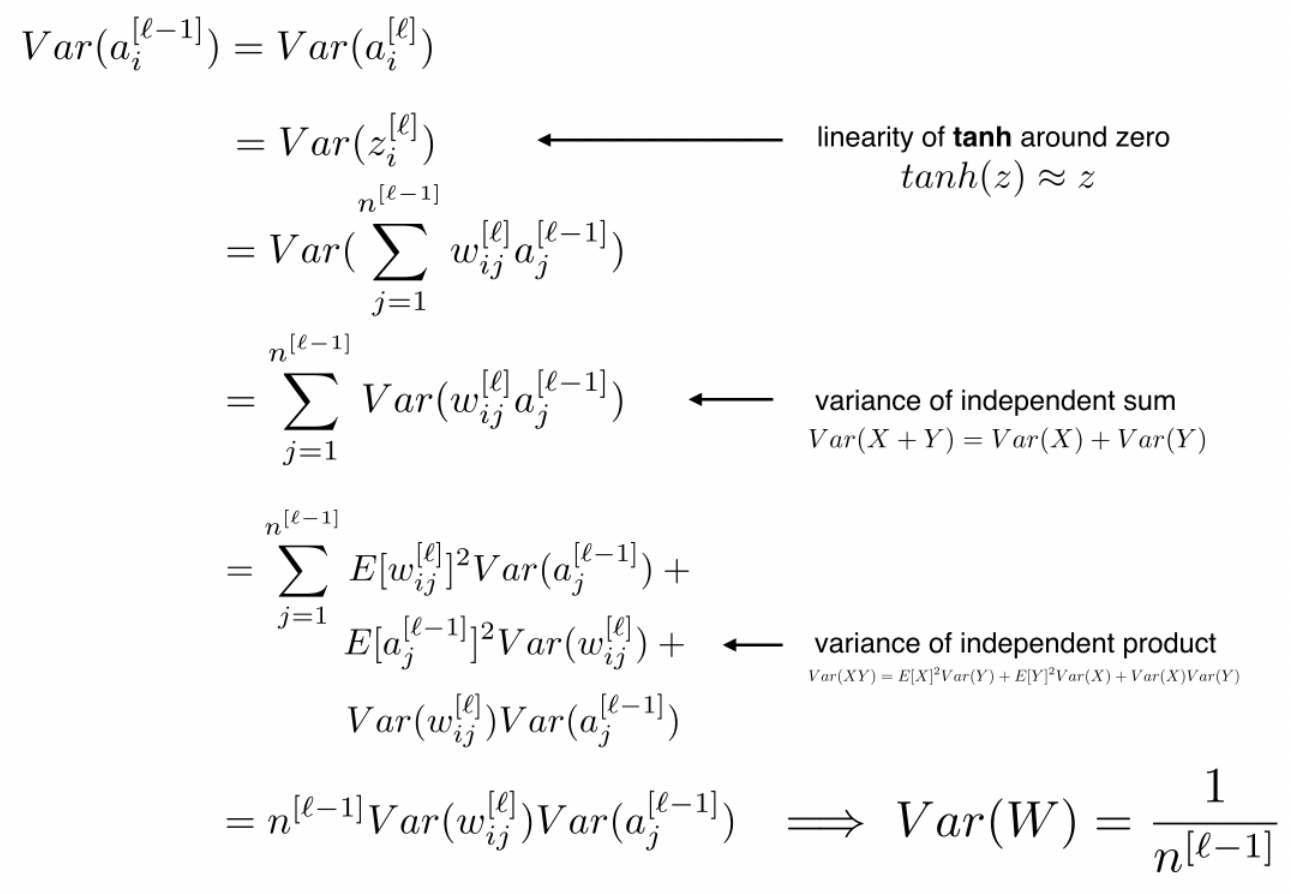 Var(a_i^{[ℓ−1]}) = Var(a_i^{[ℓ]})
= Var(z_i^{[ℓ]})
linearity of tanh around zero
tanh(z) ≈ z
= Var(∑_{j=1}^{n^{[ℓ−1]}} w_{ij}^{[ℓ]} a_j^{[ℓ−1]})
= ∑_{j=1}^{n^{[ℓ−1]}} Var(w_{ij}^{[ℓ]} a_j^{[ℓ−1]})
variance of independent sum
Var(X + Y) = Var(X) + Var(Y)
= ∑_{j=1}^{n^{[ℓ−1]}} E[w_{ij}^{[ℓ]}]^2 Var(a_j^{[ℓ−1]}) +
E[a_j^{[ℓ−1]}]^2 Var(w_{ij}^{[ℓ]}) +
variance of independent product
Var(XY) = E[X]^2 Var(Y) + E[Y]^2 Var(X) + Var(X)Var(Y)
Var(w_{ij}^{[ℓ]})Var(a_j^{[ℓ−1]})
= n^{[ℓ−1]} Var(w_{ij}^{[ℓ]})Var(a_j^{[ℓ−1]}) ⟹ Var(W) = 1/n^{[ℓ−1]}